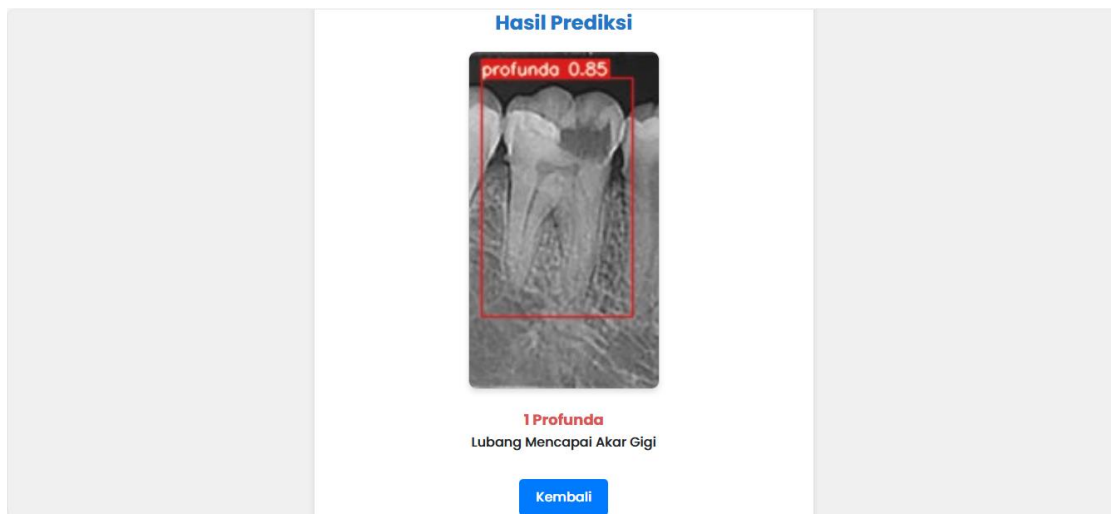 Hasil Prediksi
profunda 0.85
1 Profunda
Lubang Mencapai Akar Gigi
Kembali